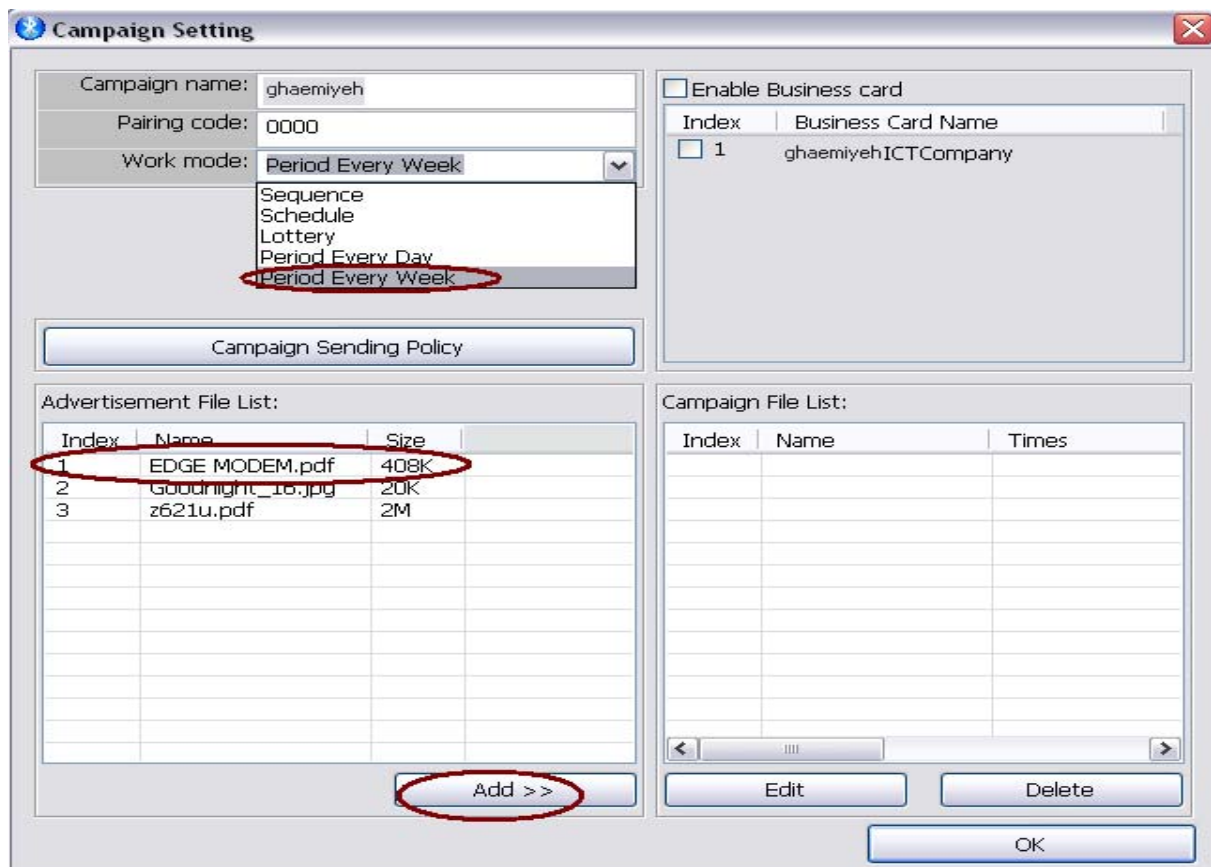 Campaign Setting
Campaign name: ghaemiyeh
Pairing code: 0000
Work mode: Period Every Week
Sequence
Schedule
Lottery
Period Every Day
Period Every Week
Campaign Sending Policy
Enable Business card
Index Business Card Name
1 ghaemiyehICTCompany
Advertisement File List:
Index Name Size
1 EDGE MODEM.pdf 408K
2 Goodnight_16.jpg 20K
3 z621u.pdf 2M
Add >>
Campaign File List:
Index Name Times
Edit Delete
OK